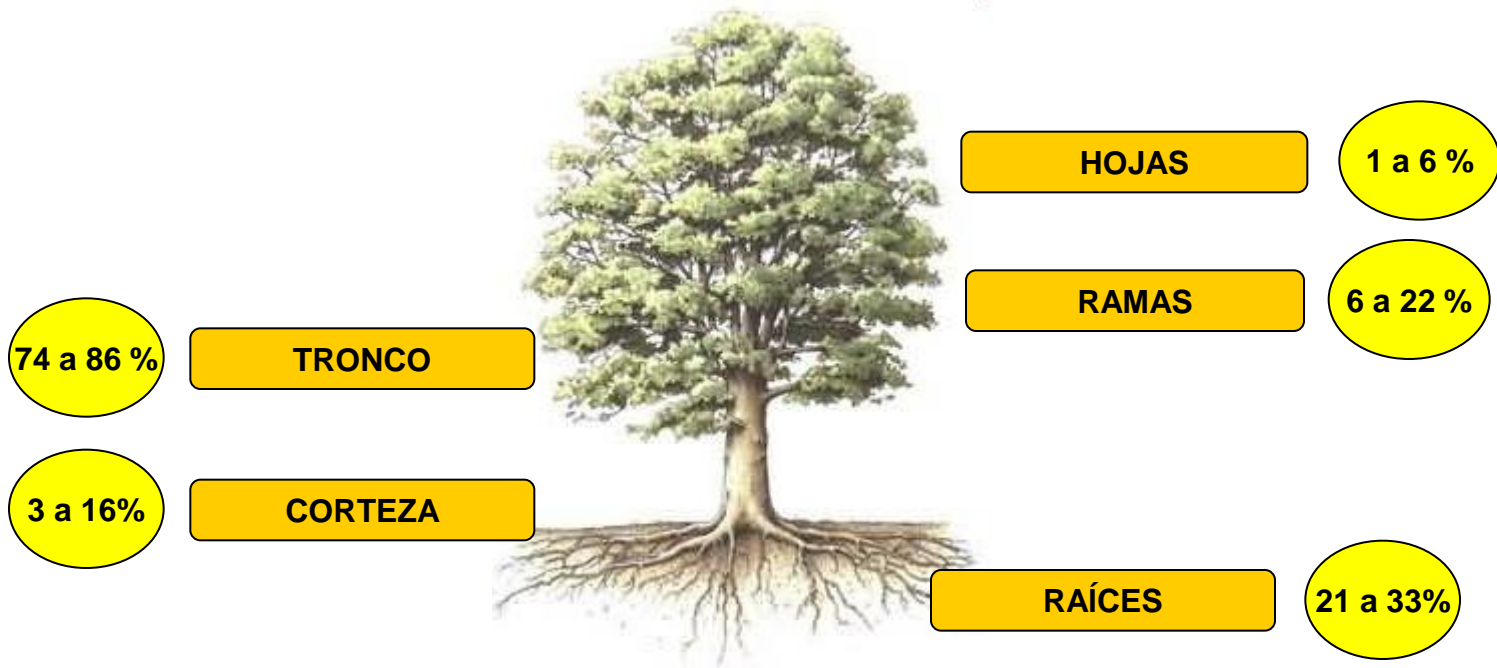 HOJAS
1 a 6 %
RAMAS
6 a 22 %
74 a 86 %
TRONCO
3 a 16%
CORTEZA
RAÍCES
21 a 33%